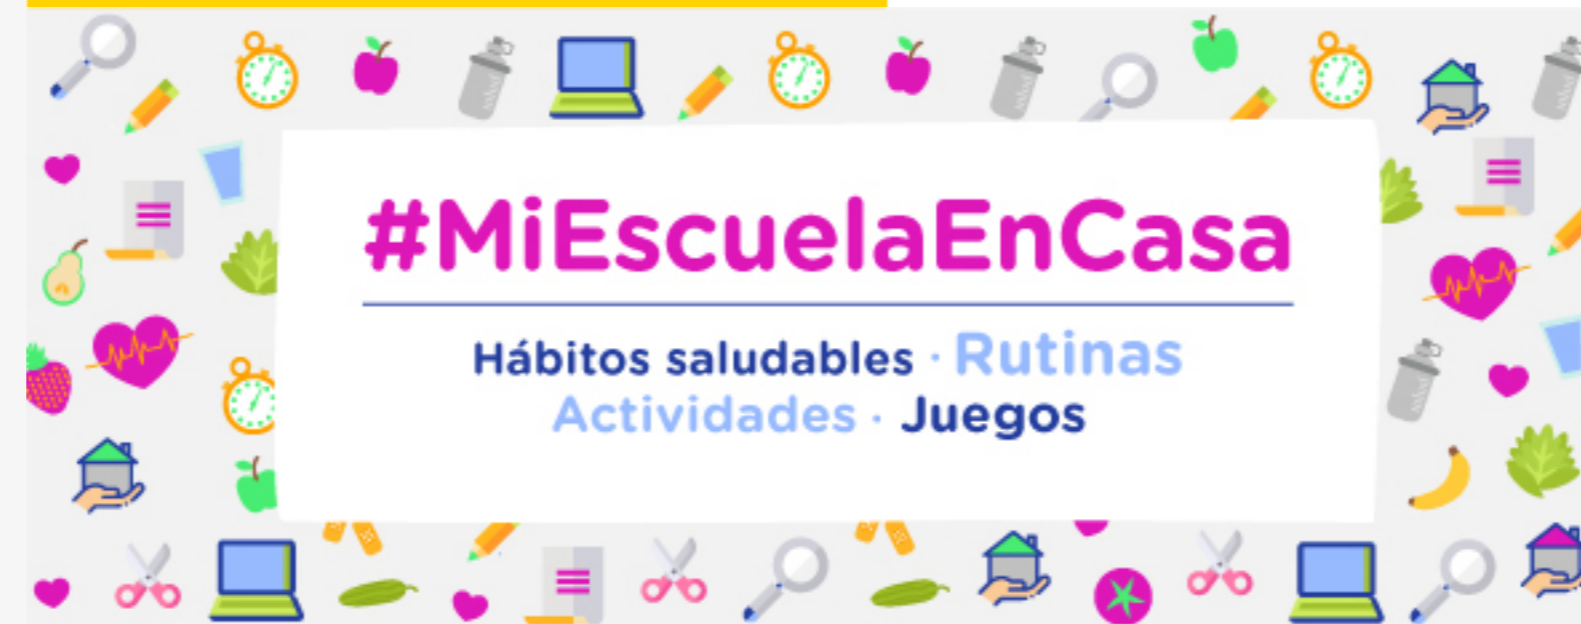 #MiEscuelaEnCasa
Hábitos saludables · Rutinas
Actividades · Juegos